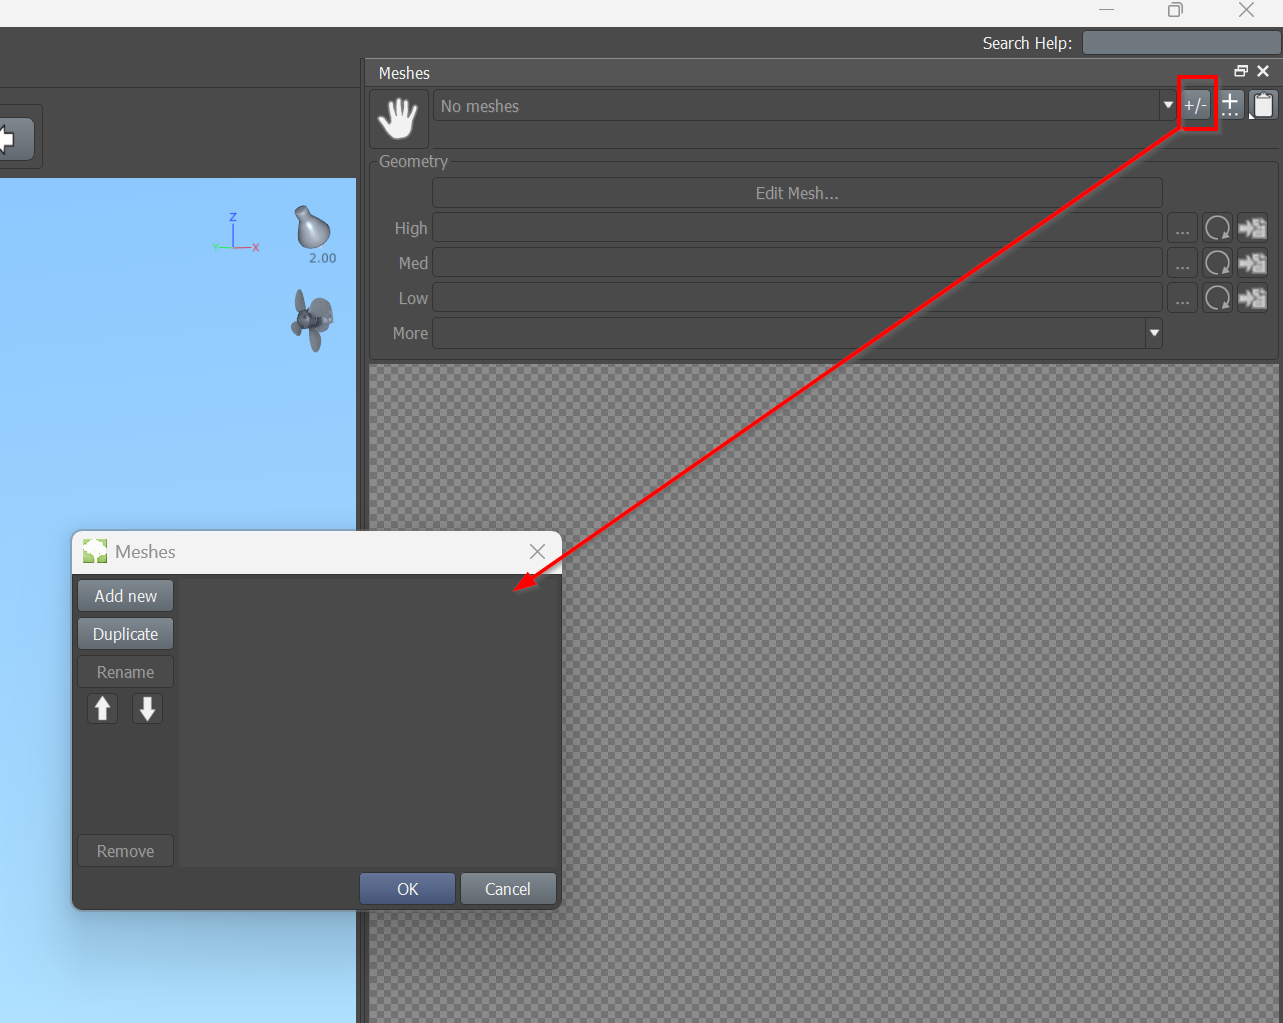 Search Help:
Meshes
No meshes
+/-
Geometry
Edit Mesh...
High
...
Med
...
Low
...
More
Z
Y
X
2.00
Meshes
Add new
Duplicate
Rename
Remove
OK
Cancel